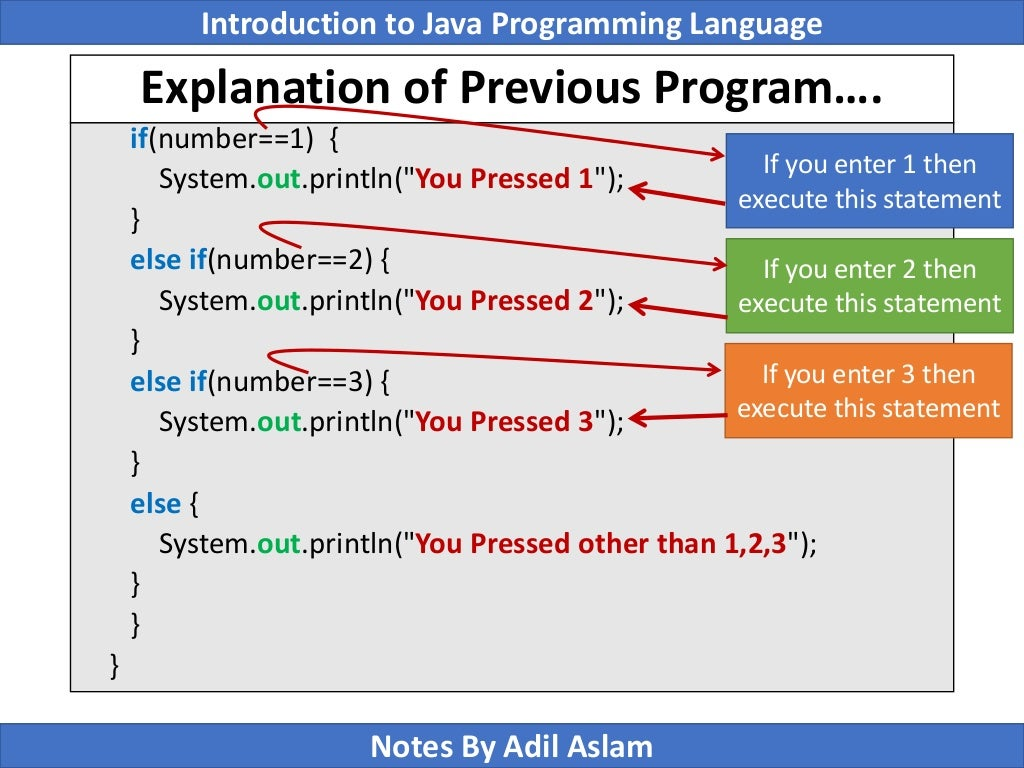 Introduction to Java Programming Language
Explanation of Previous Program….
if(number==1)  {
System.out.println("You Pressed 1");
}
else if(number==2) {
System.out.println("You Pressed 2");
}
else if(number==3) {
System.out.println("You Pressed 3");
}
else {
System.out.println("You Pressed other than 1,2,3");
}
}
}
If you enter 1 then
execute this statement
If you enter 2 then
execute this statement
If you enter 3 then
execute this statement
Notes By Adil Aslam